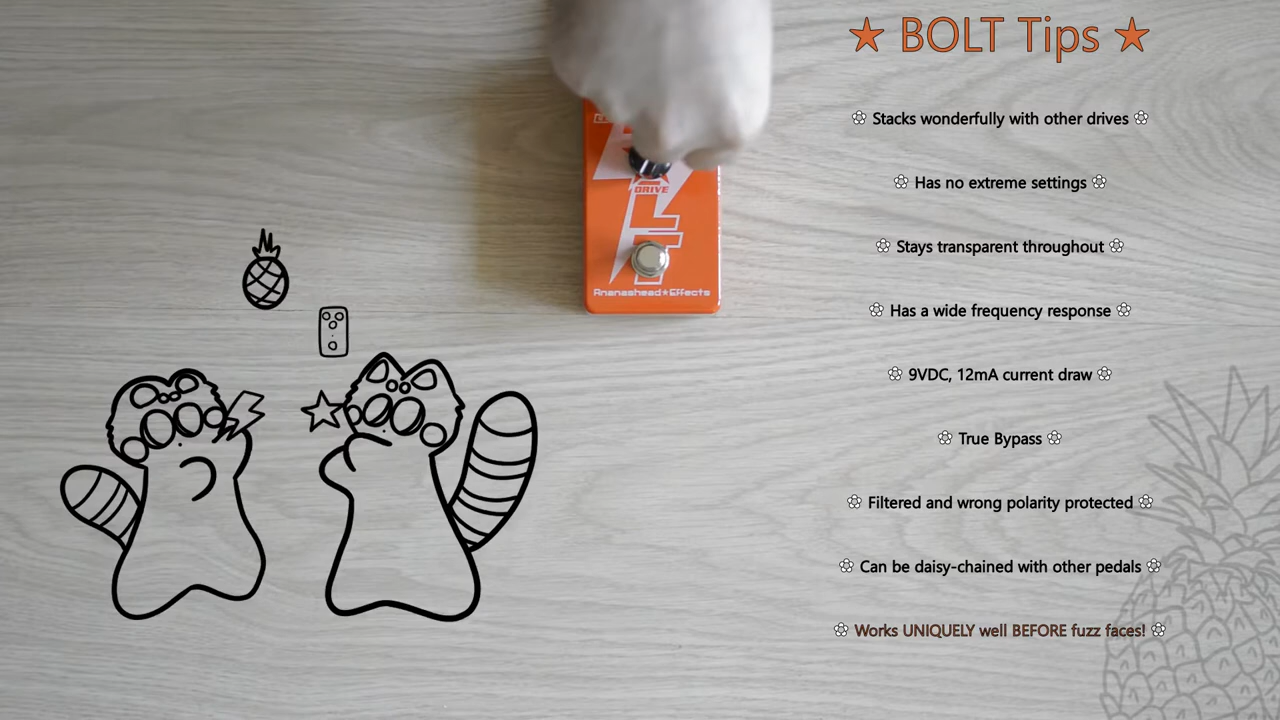 ★ BOLT Tips ★
Stacks wonderfully with other drives
Has no extreme settings
Stays transparent throughout
Has a wide frequency response
9VDC, 12mA current draw
True Bypass
Filtered and wrong polarity protected
Can be daisy-chained with other pedals
Works UNIQUELY well BEFORE fuzz faces!
DRIVE
LT
Ananashead★Effects